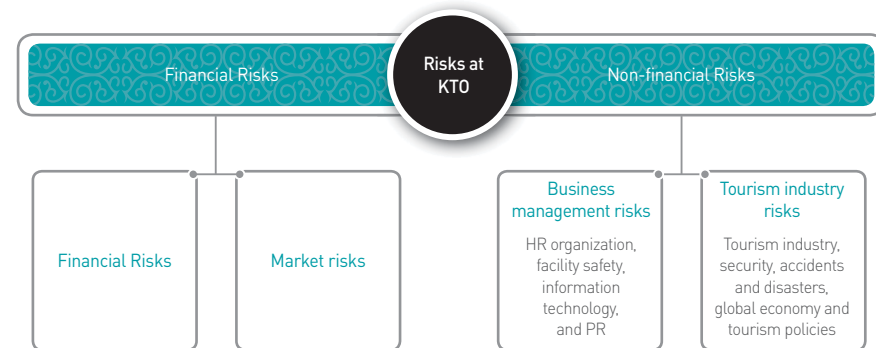 Financial Risks
Risks at
KTO
Non-financial Risks
Financial Risks
Market risks
Business
management risks
HR organization,
facility safety,
information
technology,
and PR
Tourism industry
risks
Tourism industry,
security, accidents
and disasters,
global economy and
tourism policies